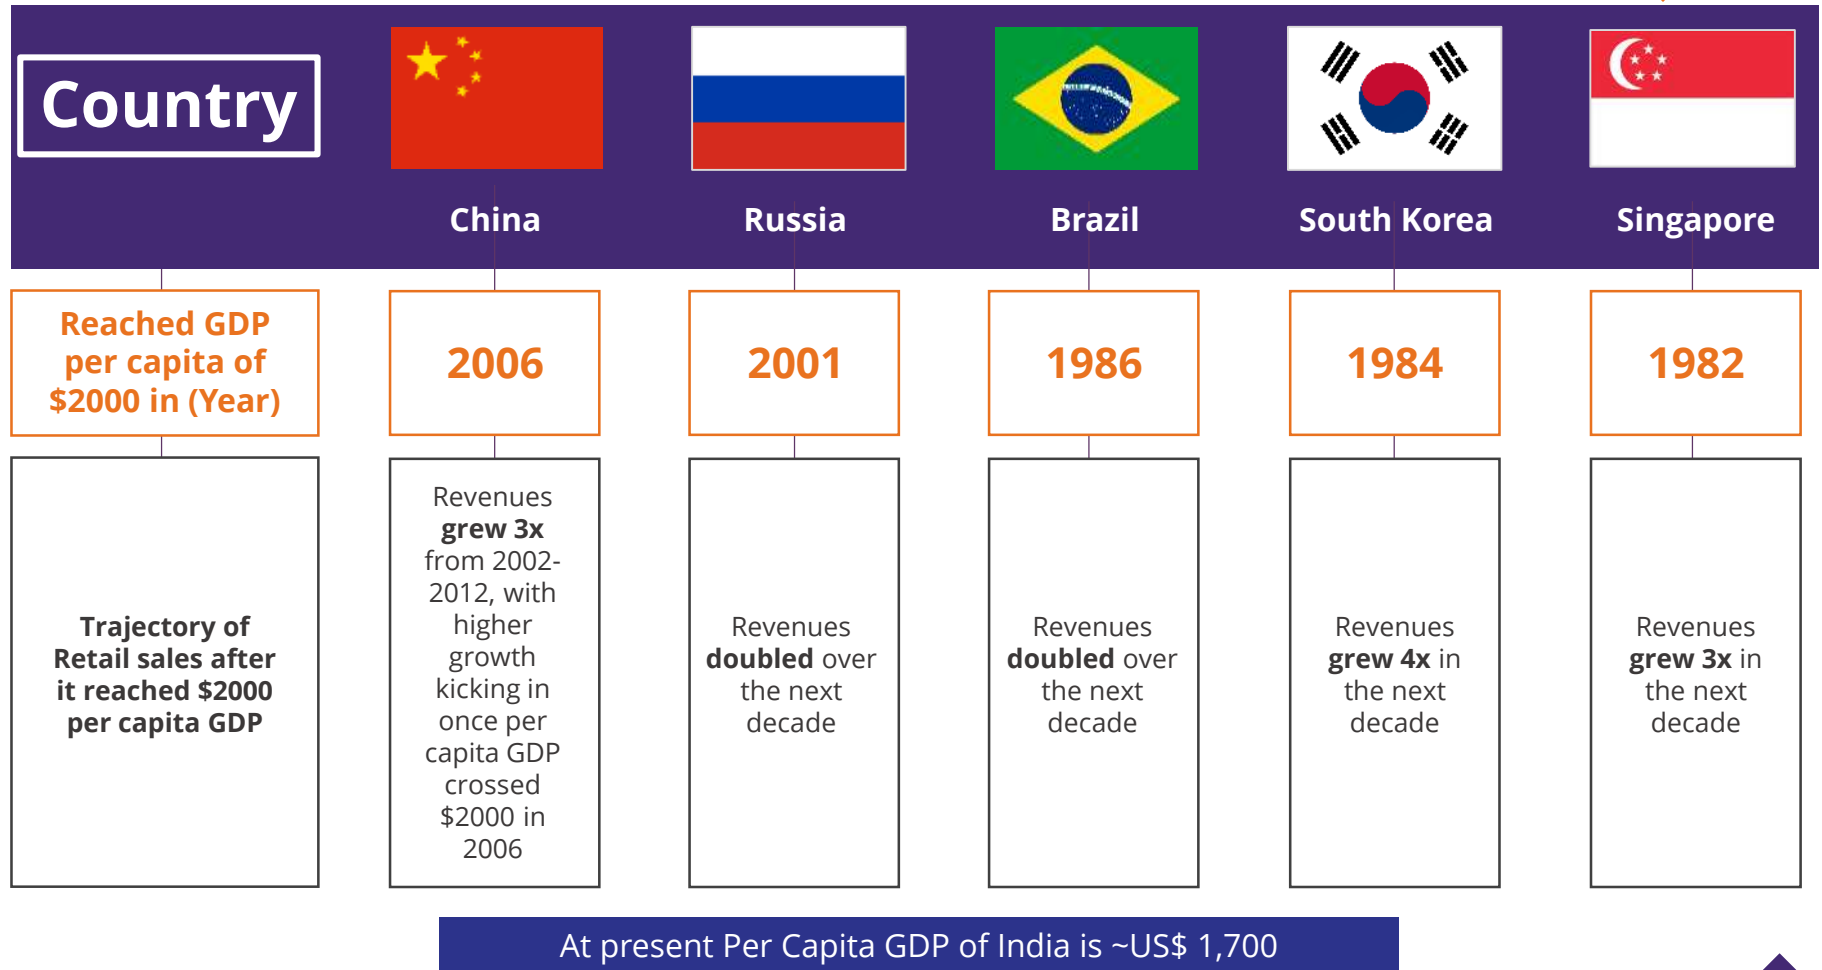 Country
China
Russia
Brazil
South Korea
Singapore
Reached GDP
per capita of
$2000 in (Year)
2006
2001
1986
1984
1982
Trajectory of
Retail sales after
it reached $2000
per capita GDP
Revenues
grew 3x
from 2002-
2012, with
higher
growth
kicking in
once per
capita GDP
crossed
$2000 in
2006
Revenues
doubled over
the next
decade
Revenues
doubled over
the next
decade
Revenues
grew 4x in
the next
decade
Revenues
grew 3x in
the next
decade
At present Per Capita GDP of India is ~US$ 1,700